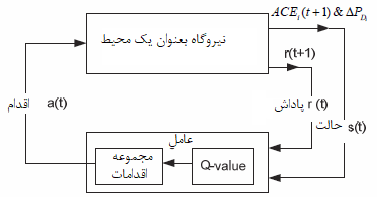 ACE_i(t+1) & ΔP_Di
نیروگاه بعنوان یک محیط
r(t+1)
اقدام a(t)
پاداش r (t)
حالت s(t)
عامل
مجموعه
اقدامات
Q-value